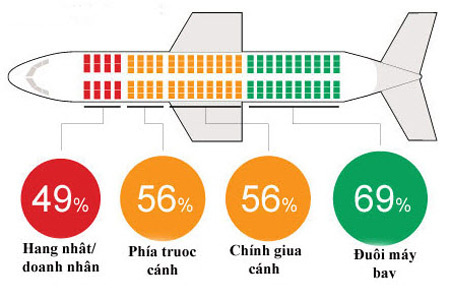 49%
56%
56%
69%
Hang nhât/
doanh nhân
Phía truoc
cánh
Chính giua
cánh
Đuôi máy
bay